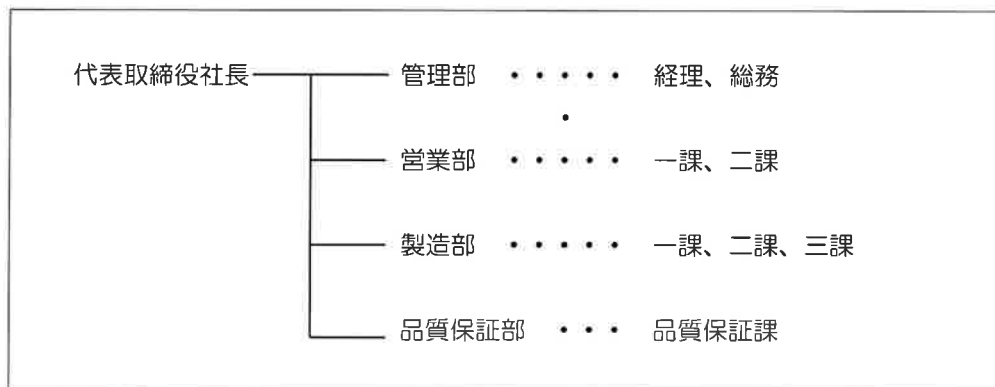 代表取締役社長 管理部 ・・・・・ 経理、総務
営業部 ・・・・・ 一課、二課
製造部 ・・・・・ 一課、二課、三課
品質保証部 ・・・ 品質保証課